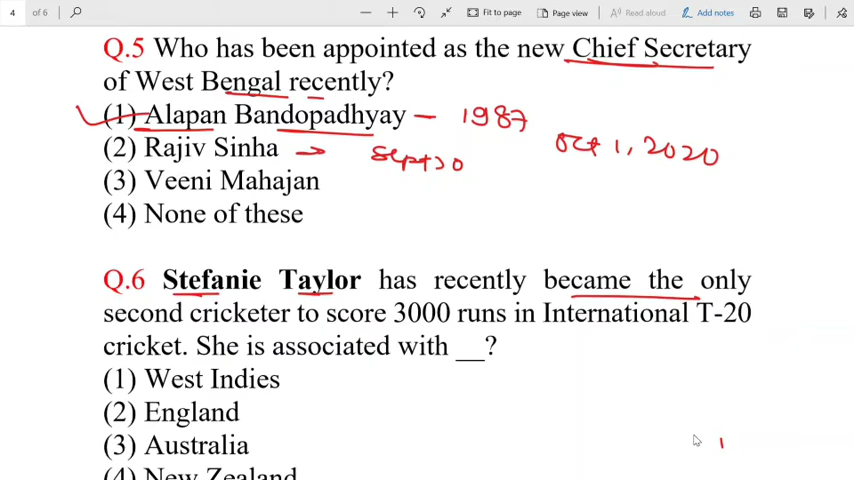 4 of 6 Fit to page Page view Read aloud Add notes
Q.5 Who has been appointed as the new Chief Secretary
of West Bengal recently?
(1) Alapan Bandopadhyay – 1987
(2) Rajiv Sinha → Sept 30 Oct 1, 2020
(3) Veeni Mahajan
(4) None of these
Q.6 Stefanie Taylor has recently became the only
second cricketer to score 3000 runs in International T-20
cricket. She is associated with __?
(1) West Indies
(2) England
(3) Australia
(4) New Zealand